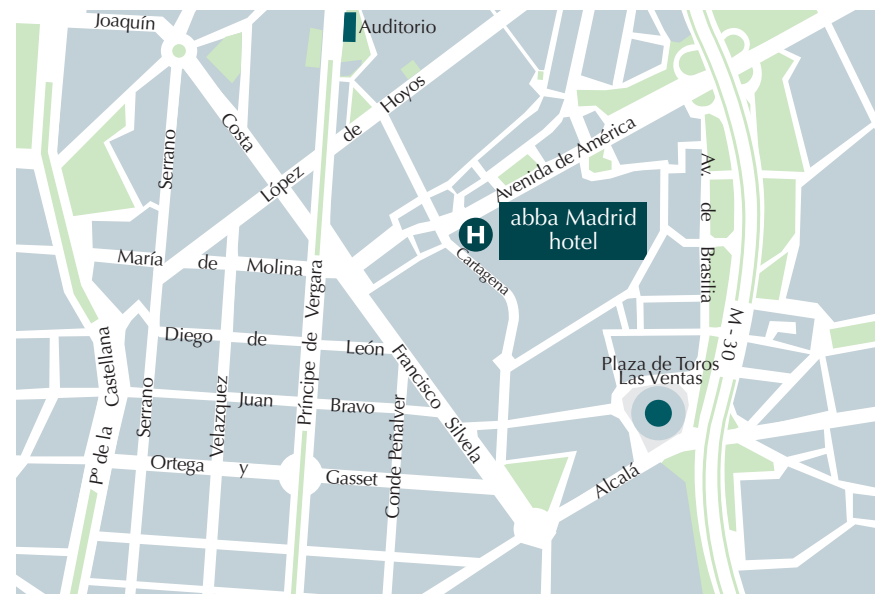 Joaquín
Costa
Auditorio
Serrano
López de Hoyos
Avenida de América
Av. de Brasilia
H
abba Madrid
hotel
Cartagena
María de Molina
Príncipe de Vergara
M - 30
Diego de León
Francisco Silvela
Plaza de Toros
Las Ventas
Pº de la Castellana
Serrano
Velazquez
Juan Bravo
Conde Peñalver
Ortega y Gasset
Alcalá